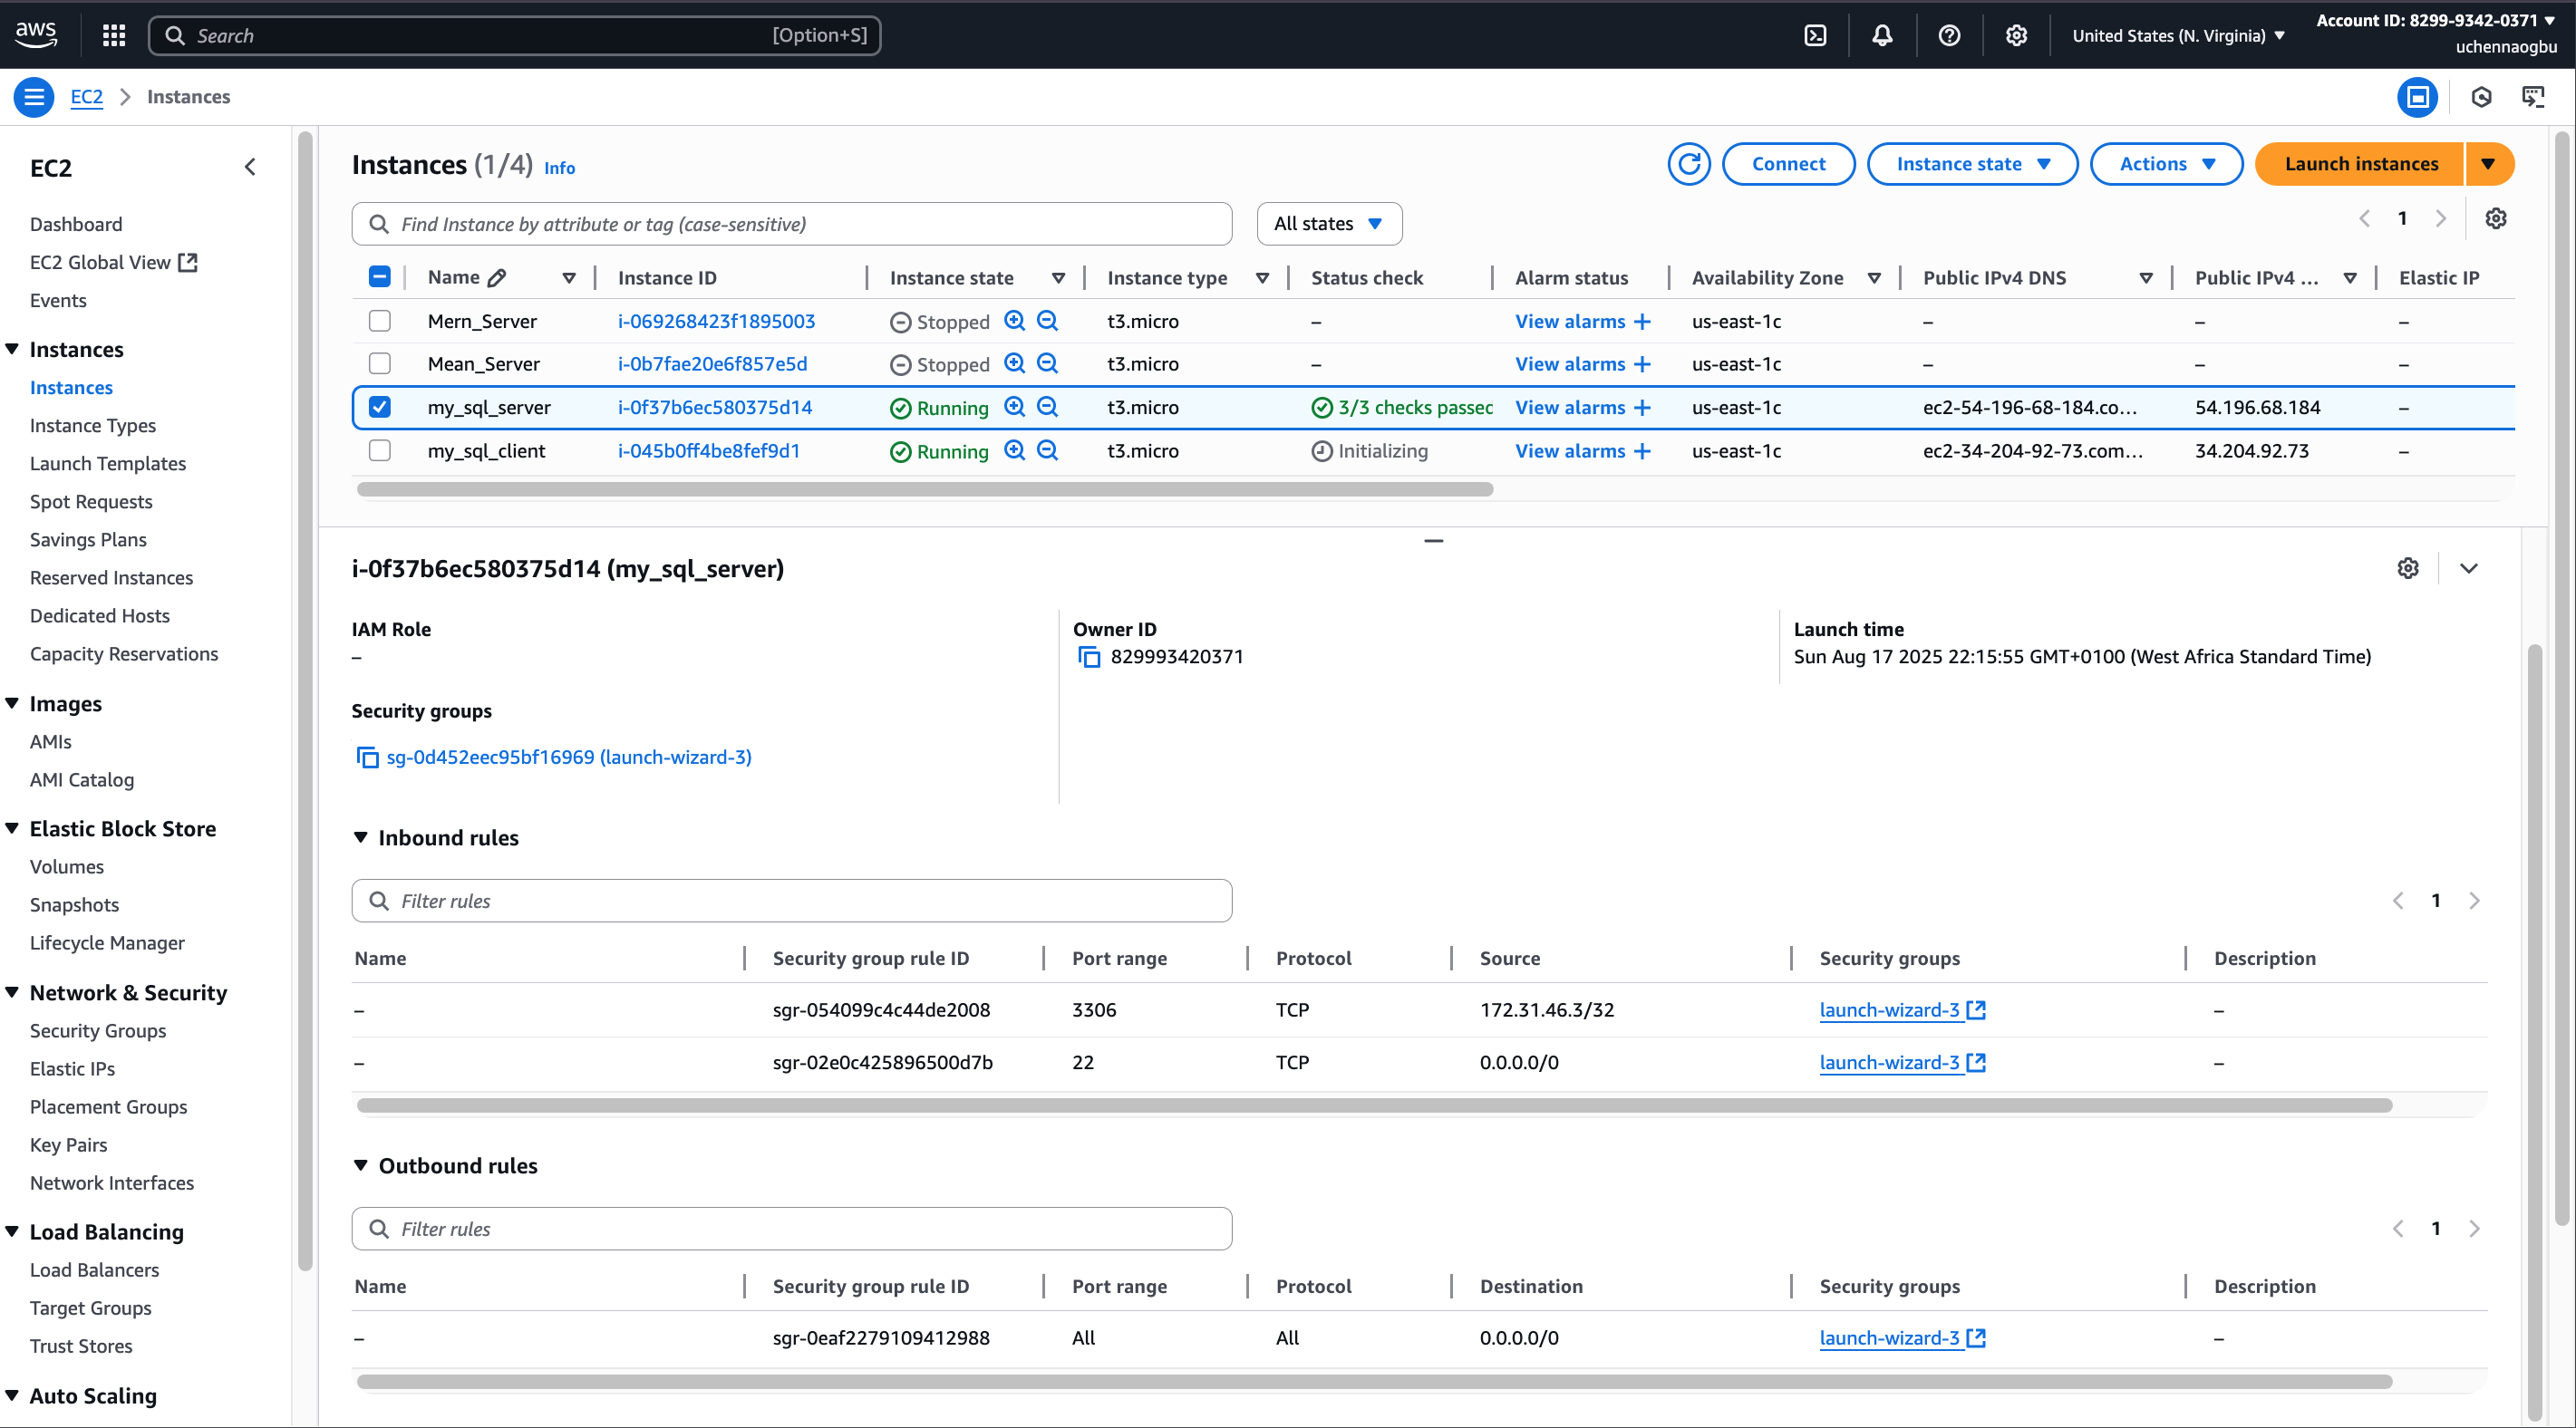 aws
Search [Option+S]
United States (N. Virginia)
Account ID: 8299-9342-0371
uchennaogbu
EC2 Instances
EC2
Dashboard
EC2 Global View
Events
Instances
Instances
Instance Types
Launch Templates
Spot Requests
Savings Plans
Reserved Instances
Dedicated Hosts
Capacity Reservations
Images
AMIs
AMI Catalog
Elastic Block Store
Volumes
Snapshots
Lifecycle Manager
Network & Security
Security Groups
Elastic IPs
Placement Groups
Key Pairs
Network Interfaces
Load Balancing
Load Balancers
Target Groups
Trust Stores
Auto Scaling
Instances (1/4) Info
Connect Instance state Actions Launch instances
Find Instance by attribute or tag (case-sensitive) All states 1
Name Instance ID Instance state Instance type Status check Alarm status Availability Zone Public IPv4 DNS Public IPv4 ... Elastic IP
Mern_Server i-069268423f1895003 Stopped t3.micro – View alarms + us-east-1c – – –
Mean_Server i-0b7fae20e6f857e5d Stopped t3.micro – View alarms + us-east-1c – – –
my_sql_server i-0f37b6ec580375d14 Running t3.micro 3/3 checks passed View alarms + us-east-1c ec2-54-196-68-184.co... 54.196.68.184 –
my_sql_client i-045b0ff4be8fef9d1 Running t3.micro Initializing View alarms + us-east-1c ec2-34-204-92-73.com... 34.204.92.73 –
i-0f37b6ec580375d14 (my_sql_server)
IAM Role Owner ID Launch time
– 829993420371 Sun Aug 17 2025 22:15:55 GMT+0100 (West Africa Standard Time)
Security groups
sg-0d452eec95bf16969 (launch-wizard-3)
Inbound rules
Filter rules 1
Name Security group rule ID Port range Protocol Source Security groups Description
– sgr-054099c4c44de2008 3306 TCP 172.31.46.3/32 launch-wizard-3 –
– sgr-02e0c425896500d7b 22 TCP 0.0.0.0/0 launch-wizard-3 –
Outbound rules
Filter rules 1
Name Security group rule ID Port range Protocol Destination Security groups Description
– sgr-0eaf2279109412988 All All 0.0.0.0/0 launch-wizard-3 –